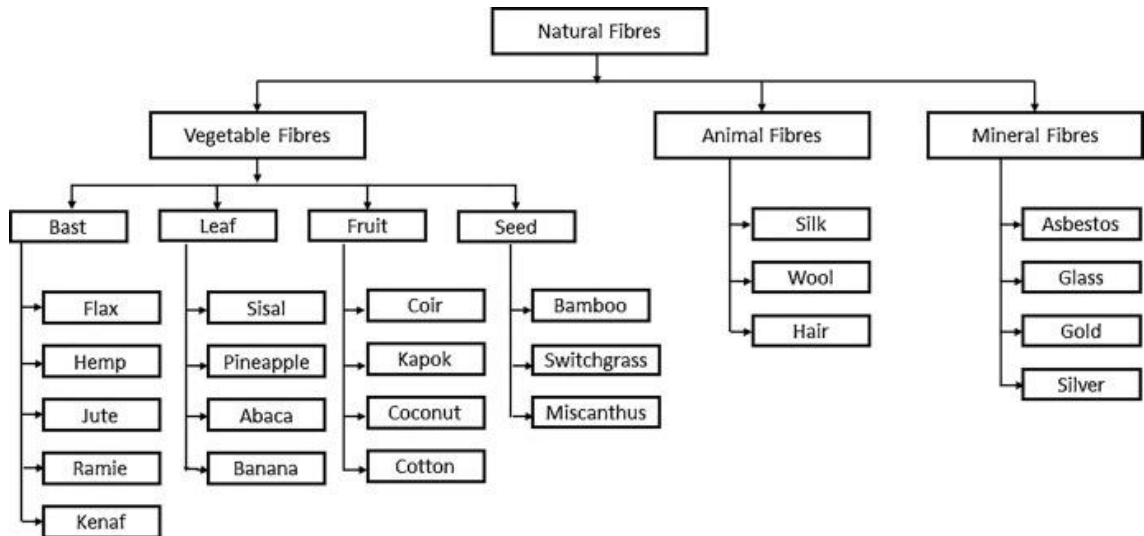 Natural Fibres
Vegetable Fibres
Animal Fibres
Mineral Fibres
Bast
Leaf
Fruit
Seed
Flax
Hemp
Jute
Ramie
Kenaf
Sisal
Pineapple
Abaca
Banana
Coir
Kapok
Coconut
Cotton
Bamboo
Switchgrass
Miscanthus
Silk
Wool
Hair
Asbestos
Glass
Gold
Silver